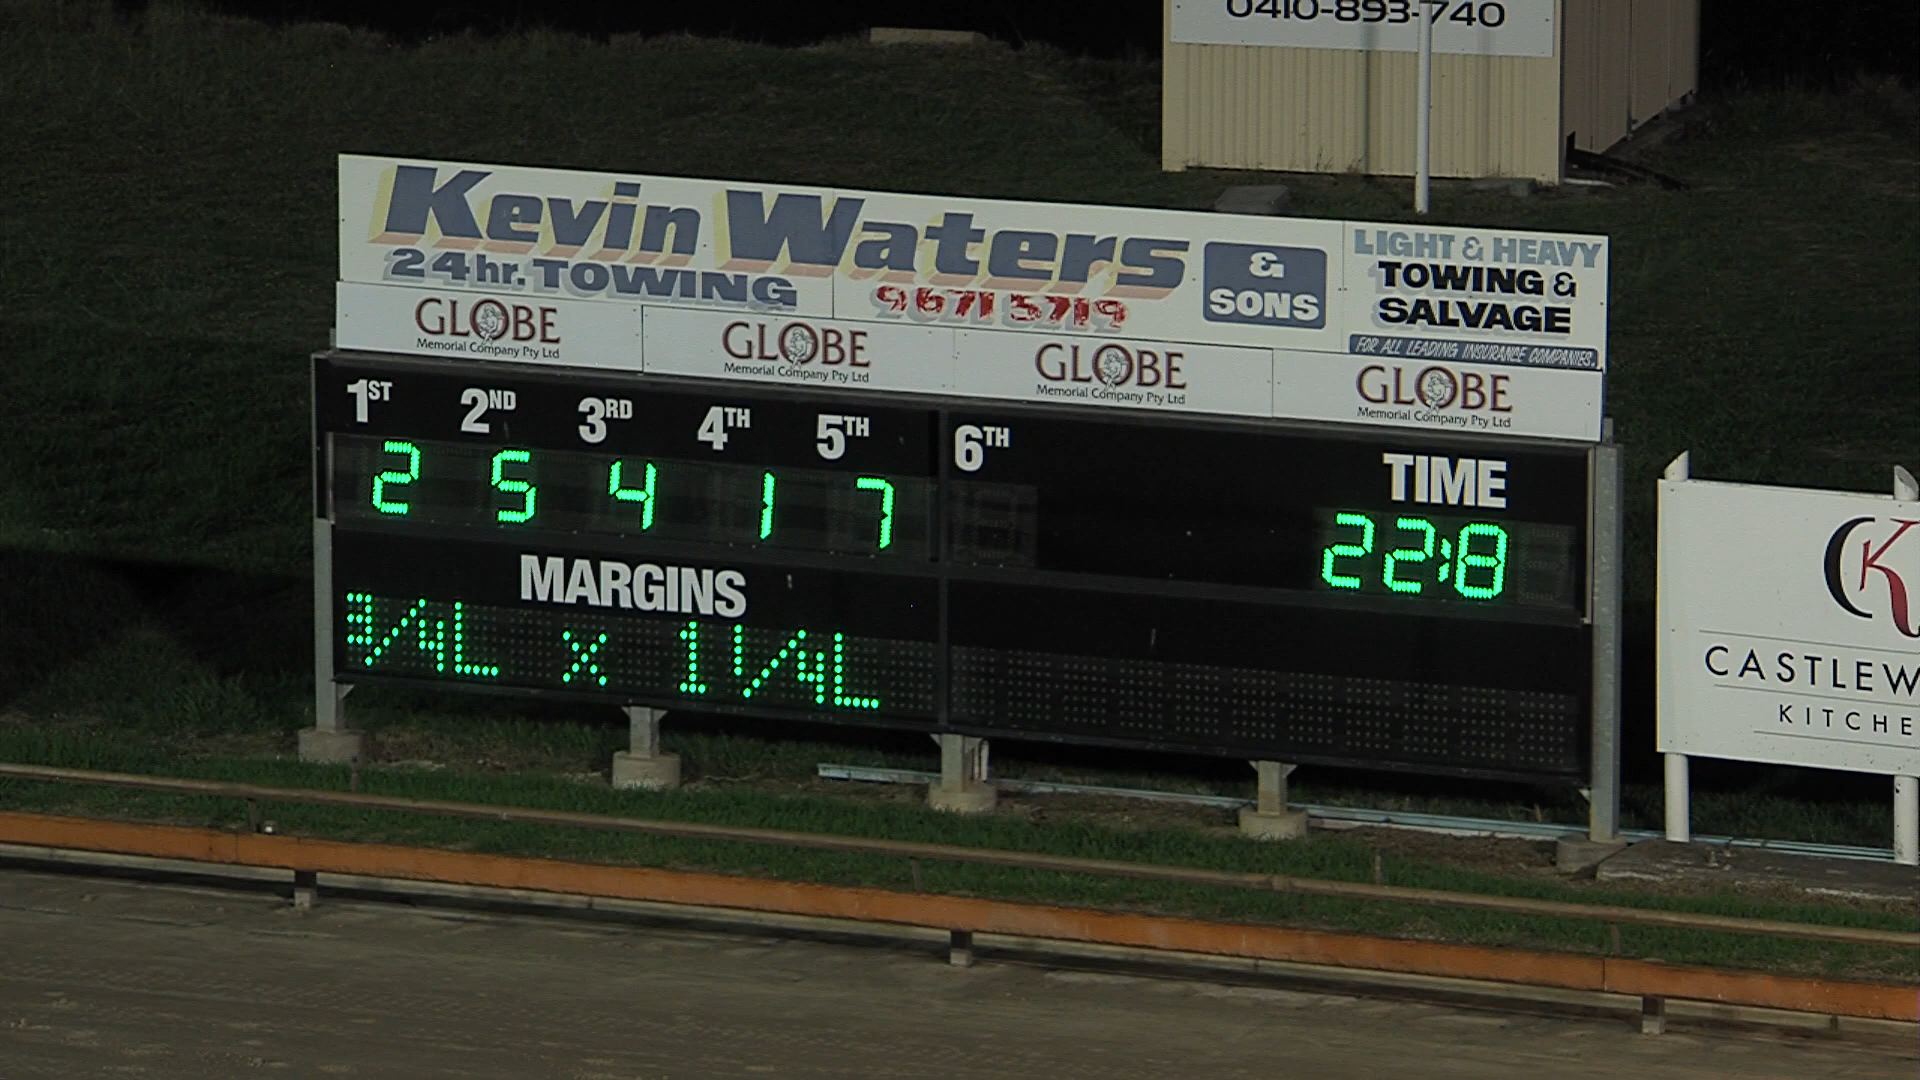 0410-893-740
Kevin Waters & SONS
24hr. TOWING 9671 5719
LIGHT & HEAVY
TOWING &
SALVAGE
FOR ALL LEADING INSURANCE COMPANIES.
GLOBE GLOBE GLOBE GLOBE
Memorial Company Pty Ltd Memorial Company Pty Ltd Memorial Company Pty Ltd Memorial Company Pty Ltd
1ST 2ND 3RD 4TH 5TH 6TH TIME
2 5 4 1 7 22:8
MARGINS
3/4L x 1 1/4L
CK
CASTLEW
KITCHE